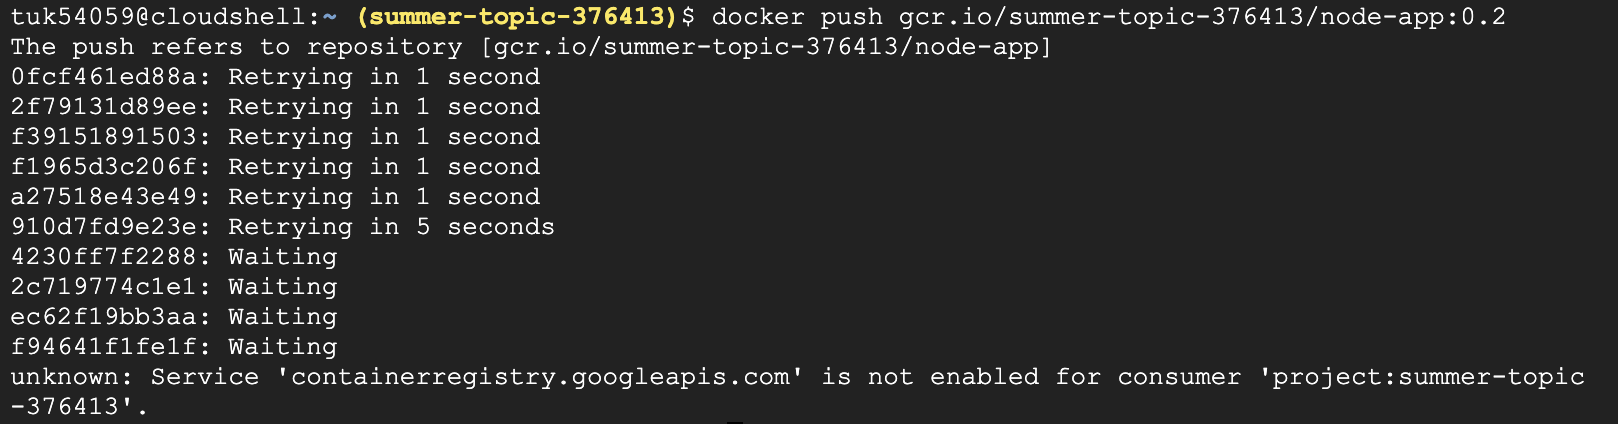 tuk54059@cloudshell:~ (summer-topic-376413)$ docker push gcr.io/summer-topic-376413/node-app:0.2
The push refers to repository [gcr.io/summer-topic-376413/node-app]
0fcf461ed88a: Retrying in 1 second
2f79131d89ee: Retrying in 1 second
f39151891503: Retrying in 1 second
f1965d3c206f: Retrying in 1 second
a27518e43e49: Retrying in 1 second
910d7fd9e23e: Retrying in 5 seconds
4230ff7f2288: Waiting
2c719774c1e1: Waiting
ec62f19bb3aa: Waiting
f94641f1fe1f: Waiting
unknown: Service 'containerregistry.googleapis.com' is not enabled for consumer 'project:summer-topic
-376413'.